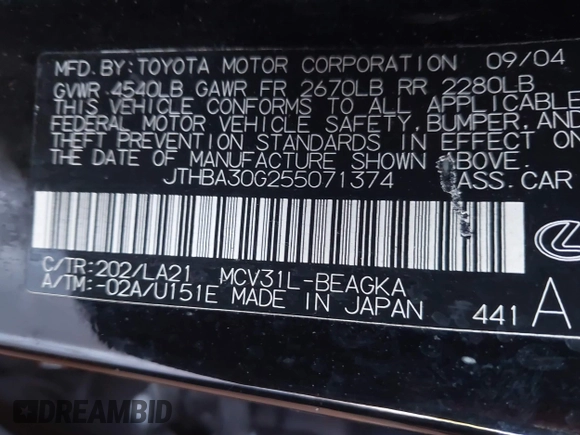 MFD.BY:TOYOTA MOTOR CORPORATION 09/04
GVWR 4540LB GAWR FR 2670LB RR 2280LB
THIS VEHICLE CONFORMS TO ALL APPLICABLE
FEDERAL MOTOR VEHICLE SAFETY,BUMPER,AND
THEFT PREVENTION STANDARDS IN EFFECT ON
THE DATE OF MANUFACTURE SHOWN ABOVE.
JTHBA30G255071374 PASS.CAR
C/TR:202/LA21 MCV31L-BEAGKA
A/TM:-02A/U151E MADE IN JAPAN 441 A
DREAMBID